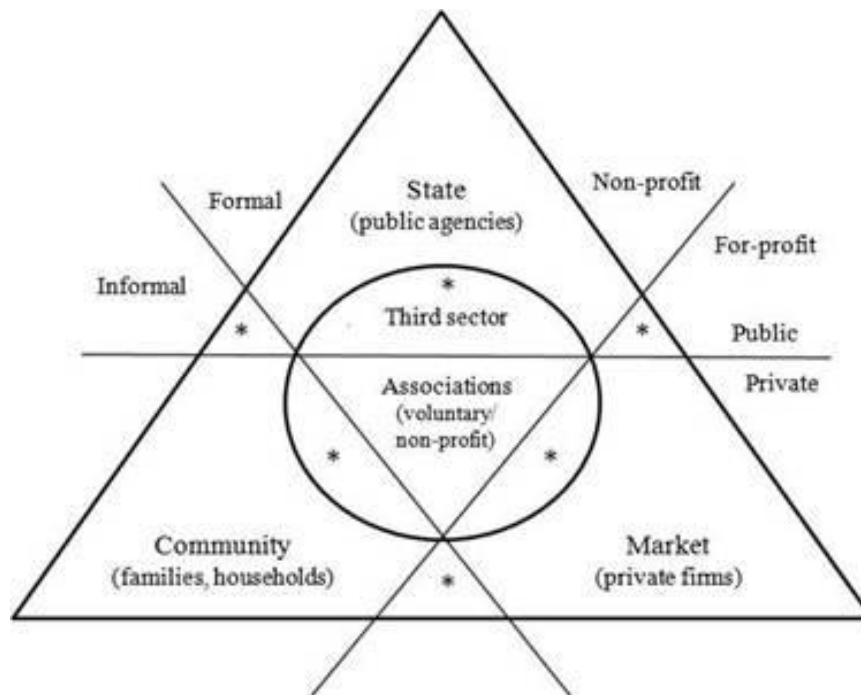 Non-profit
Formal
State
(public agencies)
For-profit
Informal
*
Third sector
*
*
Public
Private
Associations
(voluntary/
non-profit)
*
*
Community
(families, households)
Market
(private firms)
*